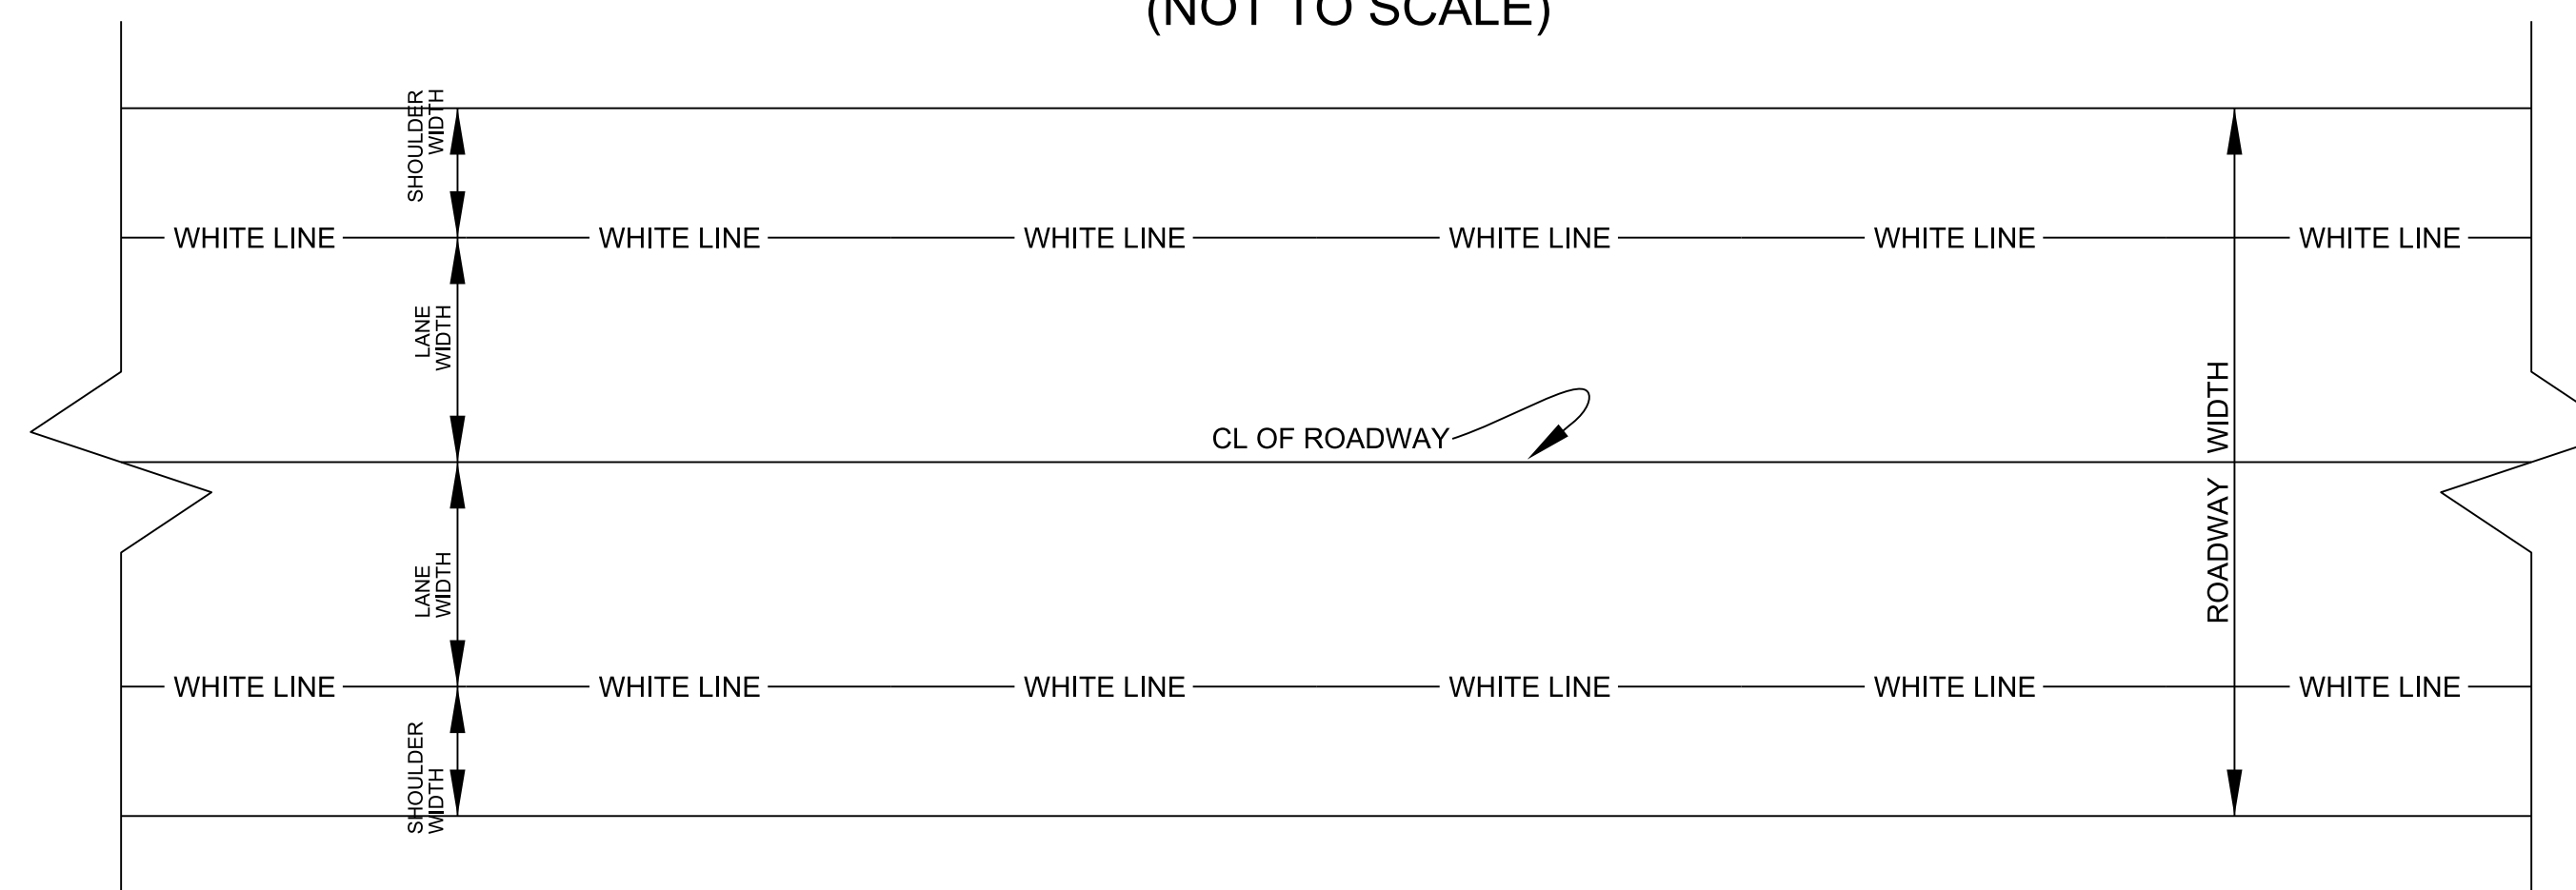 (NOT TO SCALE)
SHOULDER
WIDTH
WHITE LINE WHITE LINE WHITE LINE WHITE LINE WHITE LINE WHITE LINE
LANE
WIDTH
CL OF ROADWAY
ROADWAY WIDTH
LANE
WIDTH
WHITE LINE WHITE LINE WHITE LINE WHITE LINE WHITE LINE WHITE LINE
SHOULDER
WIDTH